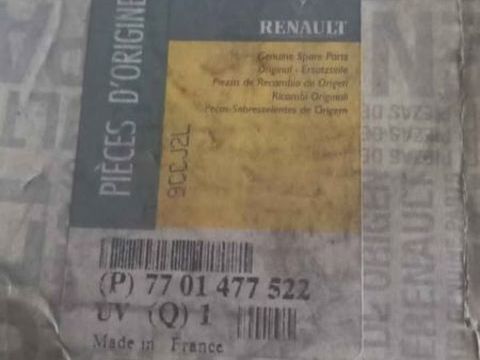 RENAULT
PIÈCES D'ORIGINE
Genuine Spare Parts
Original - Ersatzteile
Piezas de Recambio de Origen
Ricambi Originali
Peças-Sobresselentes de Origem
9CCJ2L
(P) 77 01 477 522
UV (Q) 1
Made in France